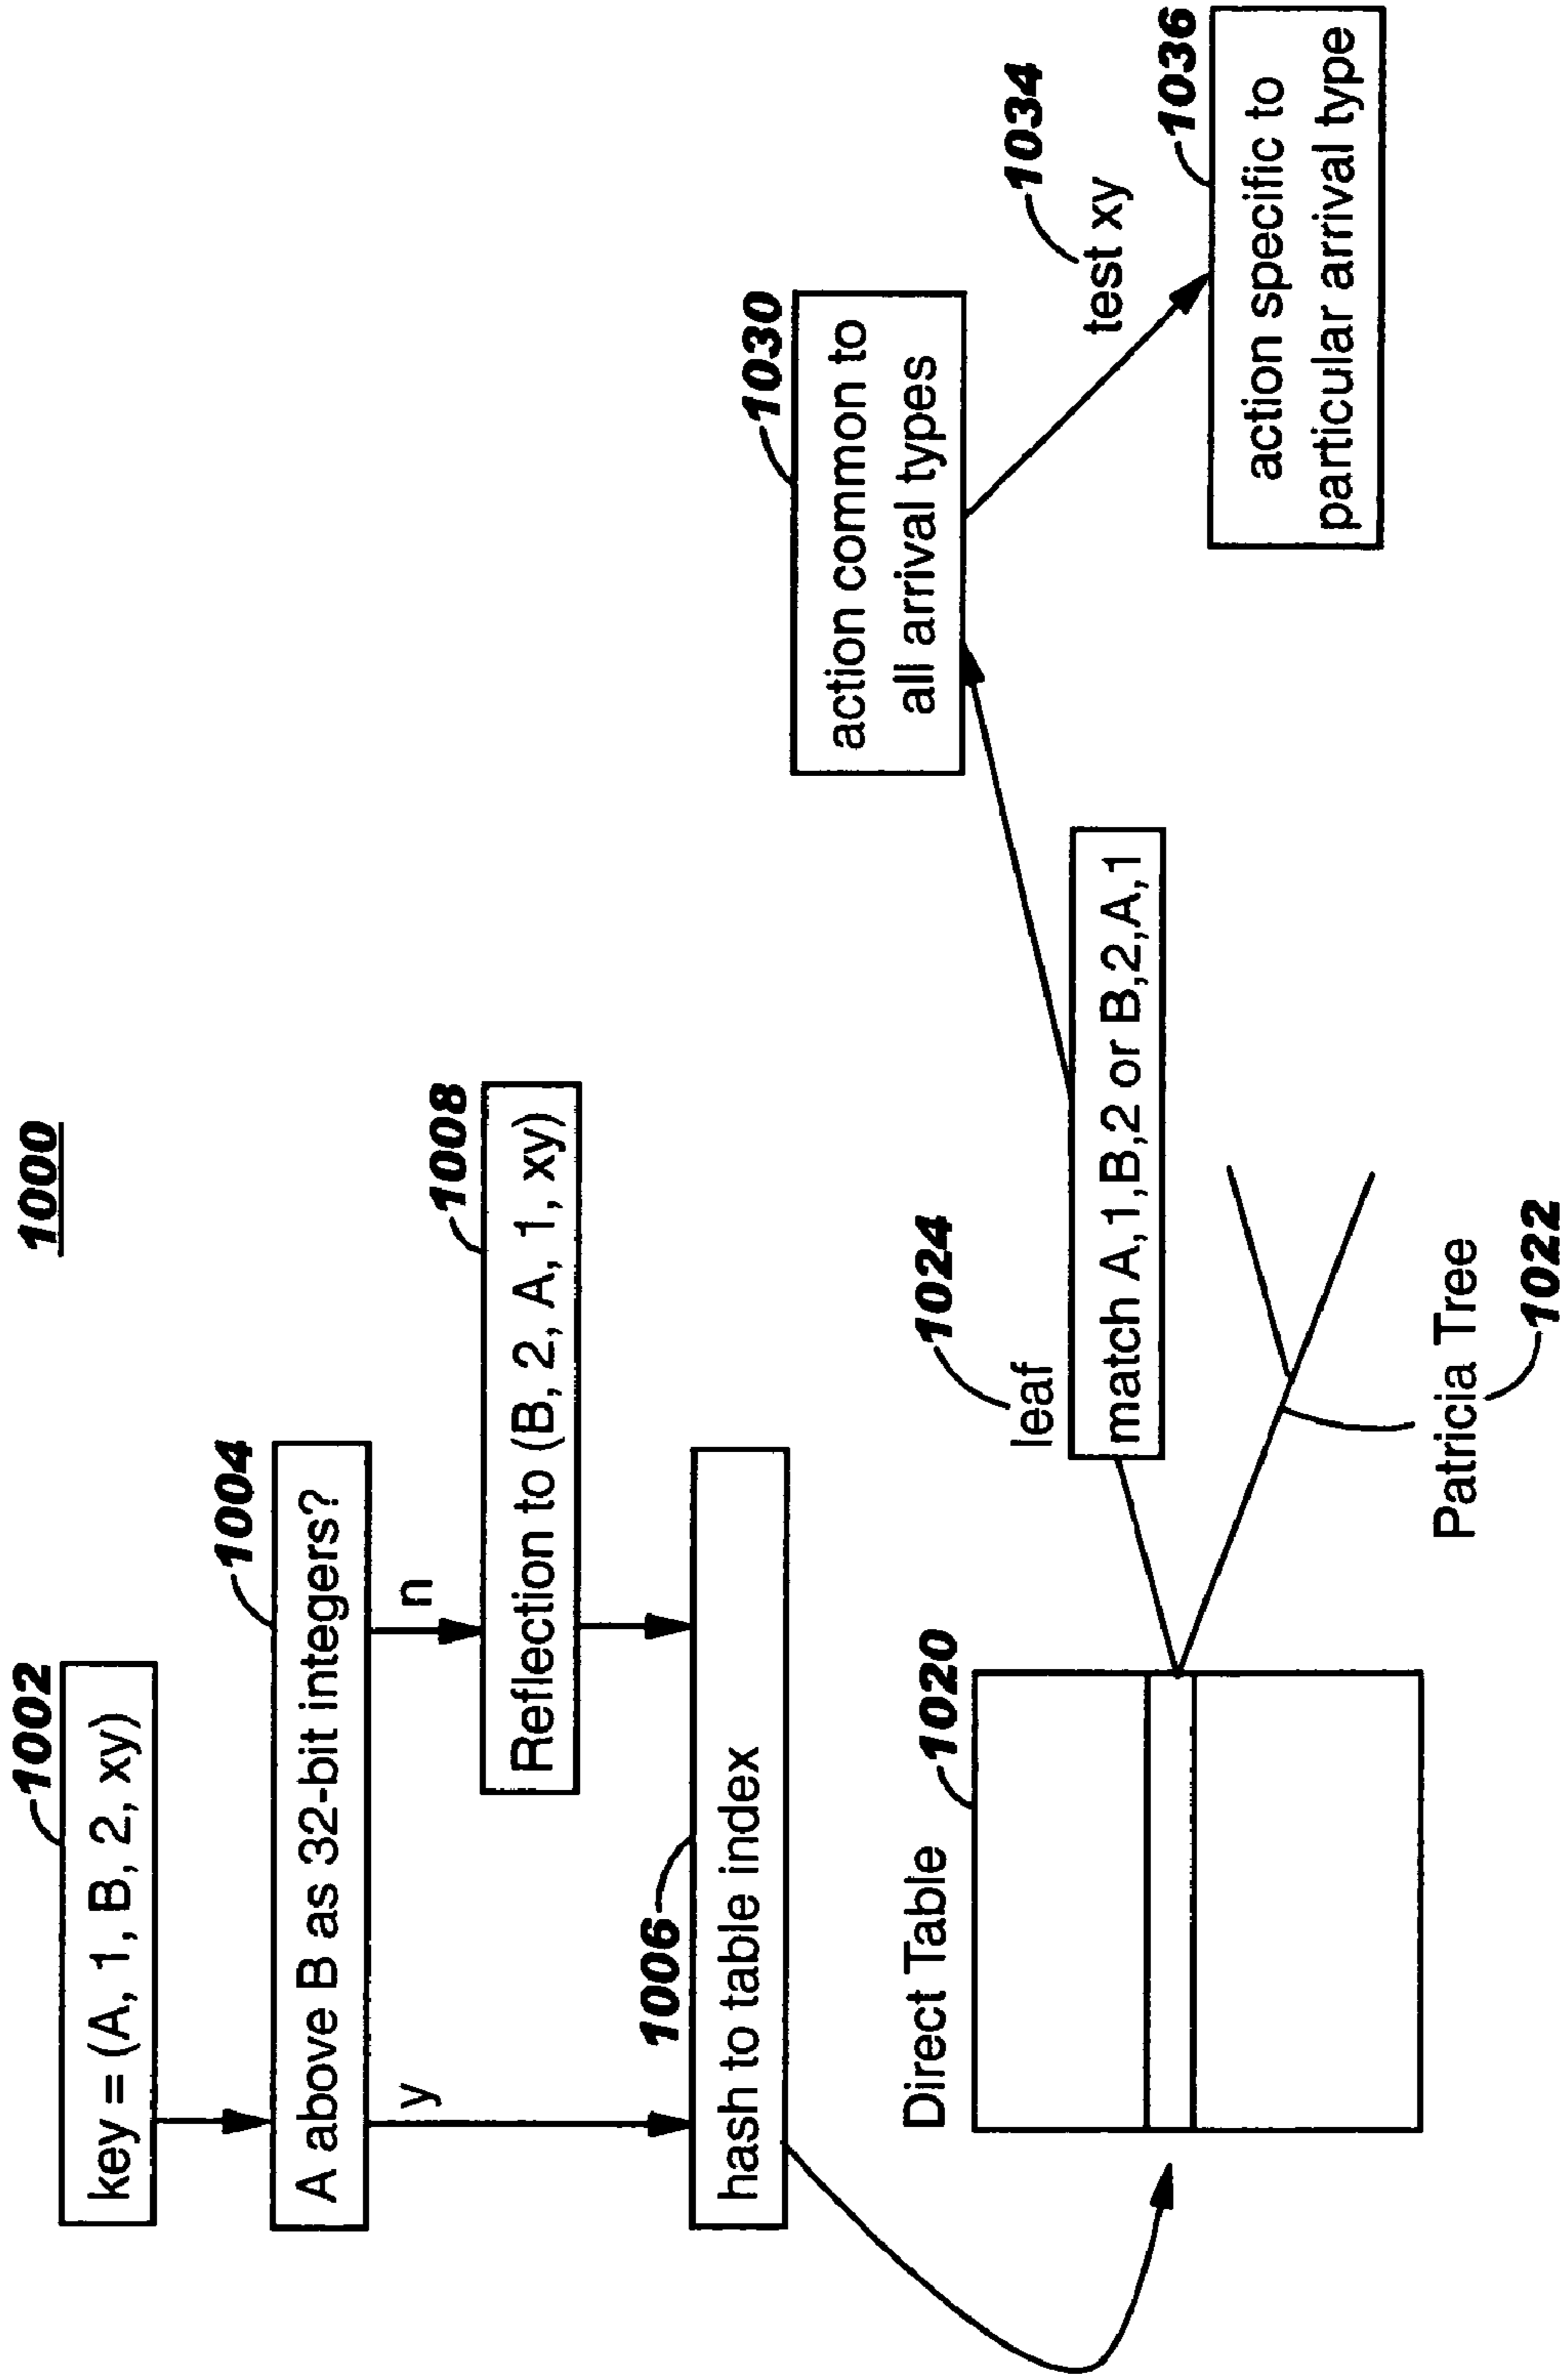 1000
1002
key = (A, 1, B, 2, xy)
1004
A above B as 32-bit integers?
y
n
1008
Reflection to (B, 2, A, 1, xy)
1006
hash to table index
Direct Table
1020
1024
leaf
match A,1,B,2 or B,2,A,1
Patricia Tree
1022
1030
action common to
all arrival types
1034
test xy
1036
action specific to
particular arrival type